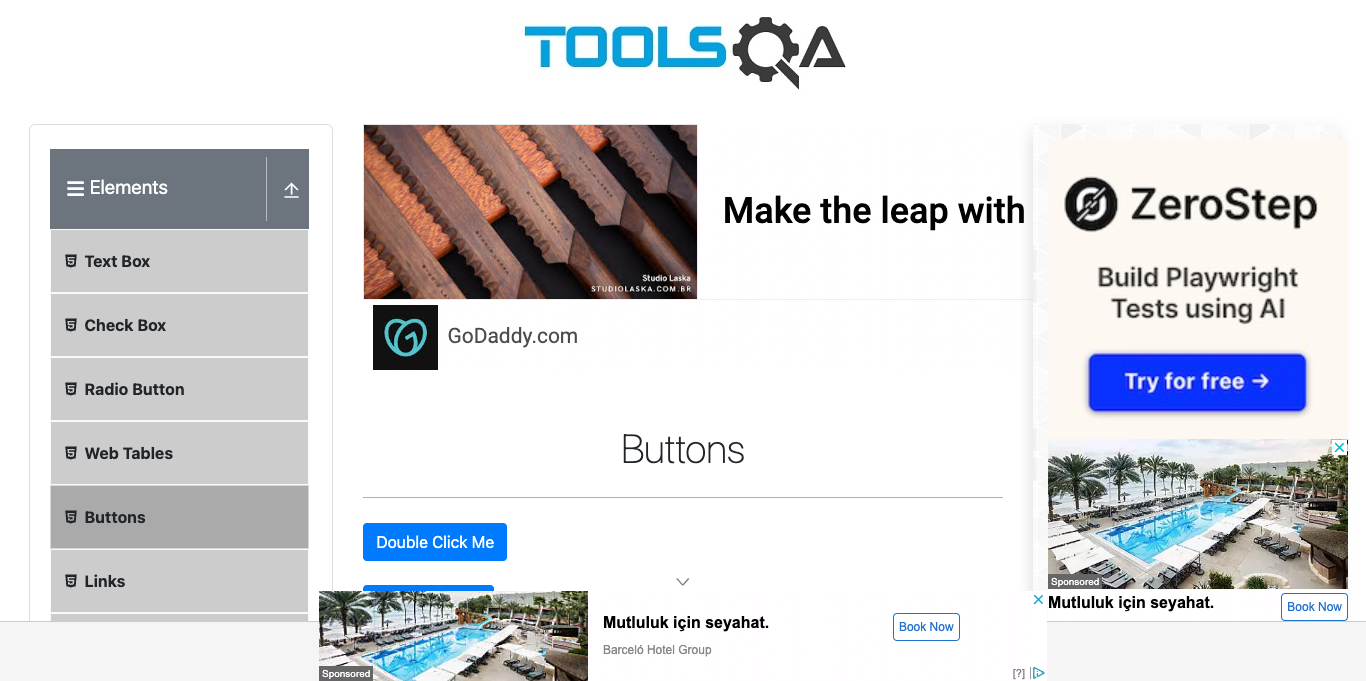 TOOLSQA
Elements
Text Box
Check Box
Radio Button
Web Tables
Buttons
Links
Studio Laska
STUDIOLASKA.COM.BR
Make the leap with
GoDaddy.com
Buttons
Double Click Me
ZeroStep
Build Playwright
Tests using AI
Try for free →
Sponsored
Mutluluk için seyahat.
Book Now
Sponsored
Mutluluk için seyahat.
Barceló Hotel Group
Book Now
[?]